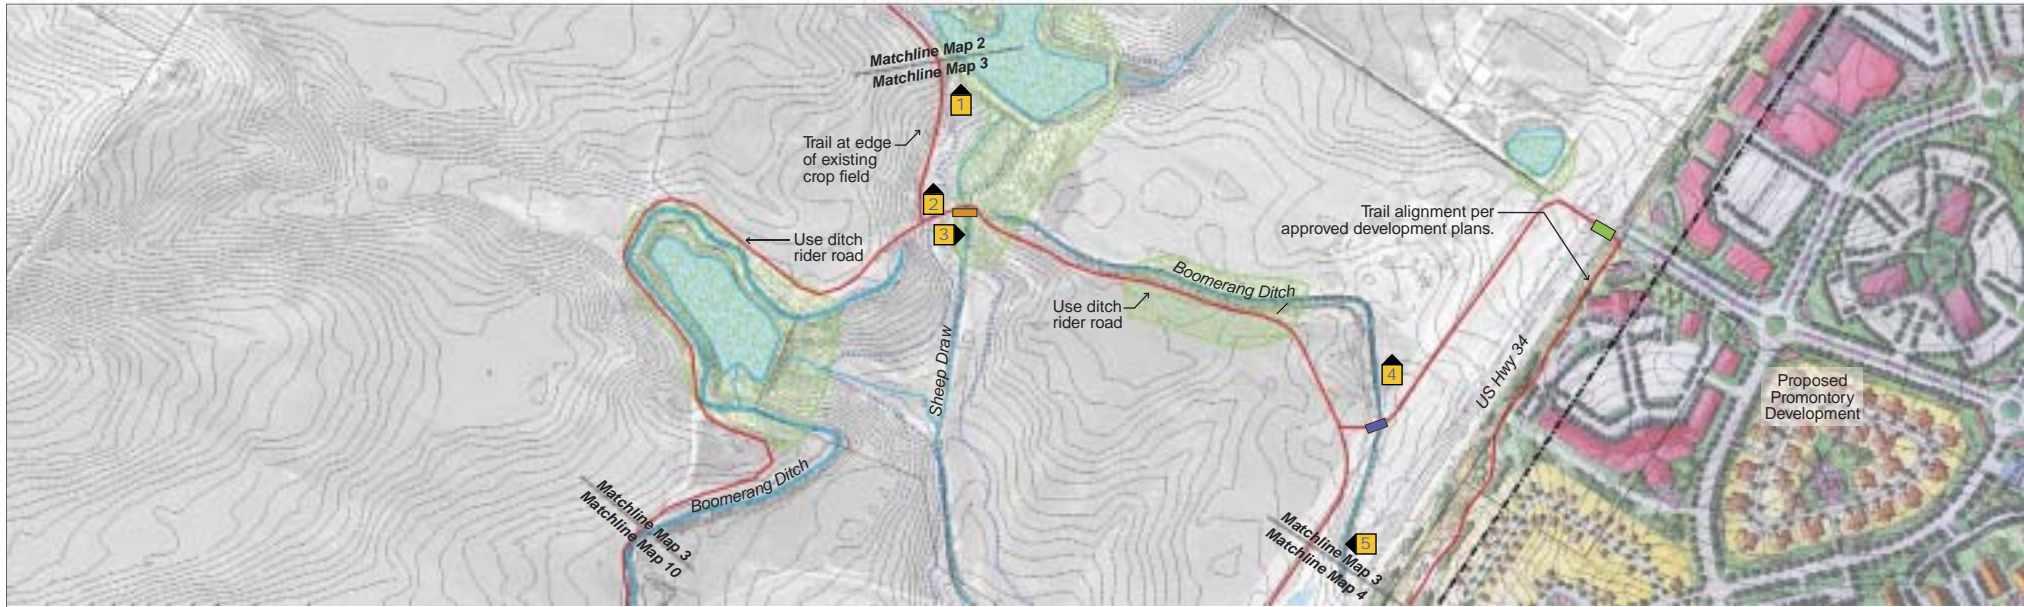 Matchline Map 2
Matchline Map 3
1
Trail at edge
of existing
crop field
2
3
Use ditch
rider road
Trail alignment per
approved development plans.
Boomerang Ditch
Use ditch
rider road
Sheep Draw
4
US Hwy 34
Proposed
Promontory
Development
Boomerang Ditch
Matchline Map 3
Matchline Map 10
5
Matchline Map 3
Matchline Map 4